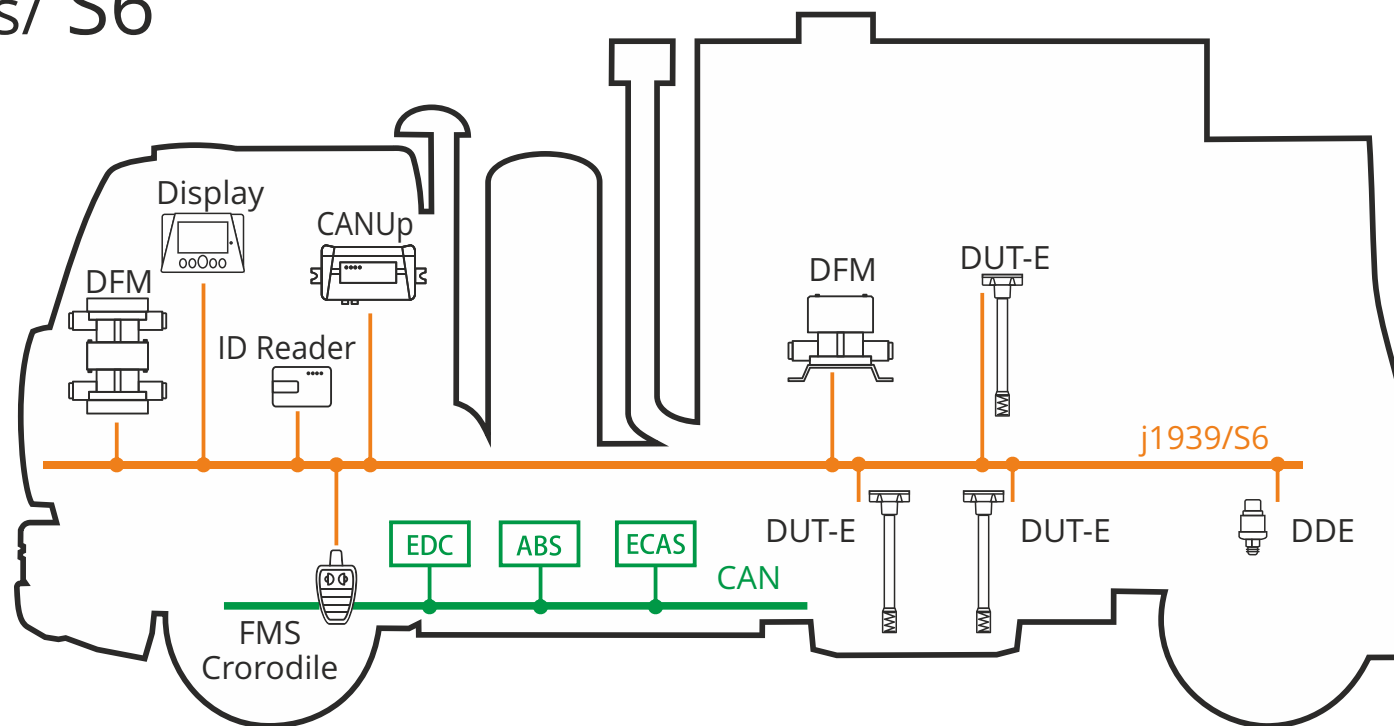 s/ S6
Display
CANUp
DFM
ID Reader
DFM
DUT-E
j1939/S6
DUT-E
DUT-E
DDE
EDC
ABS
ECAS
CAN
FMS
Crorodile